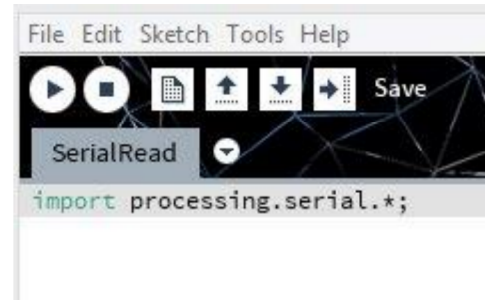 File Edit Sketch Tools Help
Save
SerialRead
import processing.serial.*;